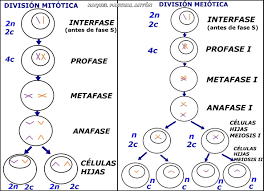 DIVISIÓN MITÓTICA
2n
2c
INTERFASE
(antes de fase S)
4c
PROFASE
METAFASE
ANAFASE
CÉLULAS
HIJAS
2n 2c
2n 2c
DIVISIÓN MEIÓTICA
2n
2c
INTERFASE
(antes de fase S)
4c
PROFASE I
METAFASE I
ANAFASE I
CÉLULAS
HIJAS
MEIOSIS I
n
2c
n
2c
CÉLULAS
HIJAS
MEIOSIS II
n
c
n
c
n
c
n
c